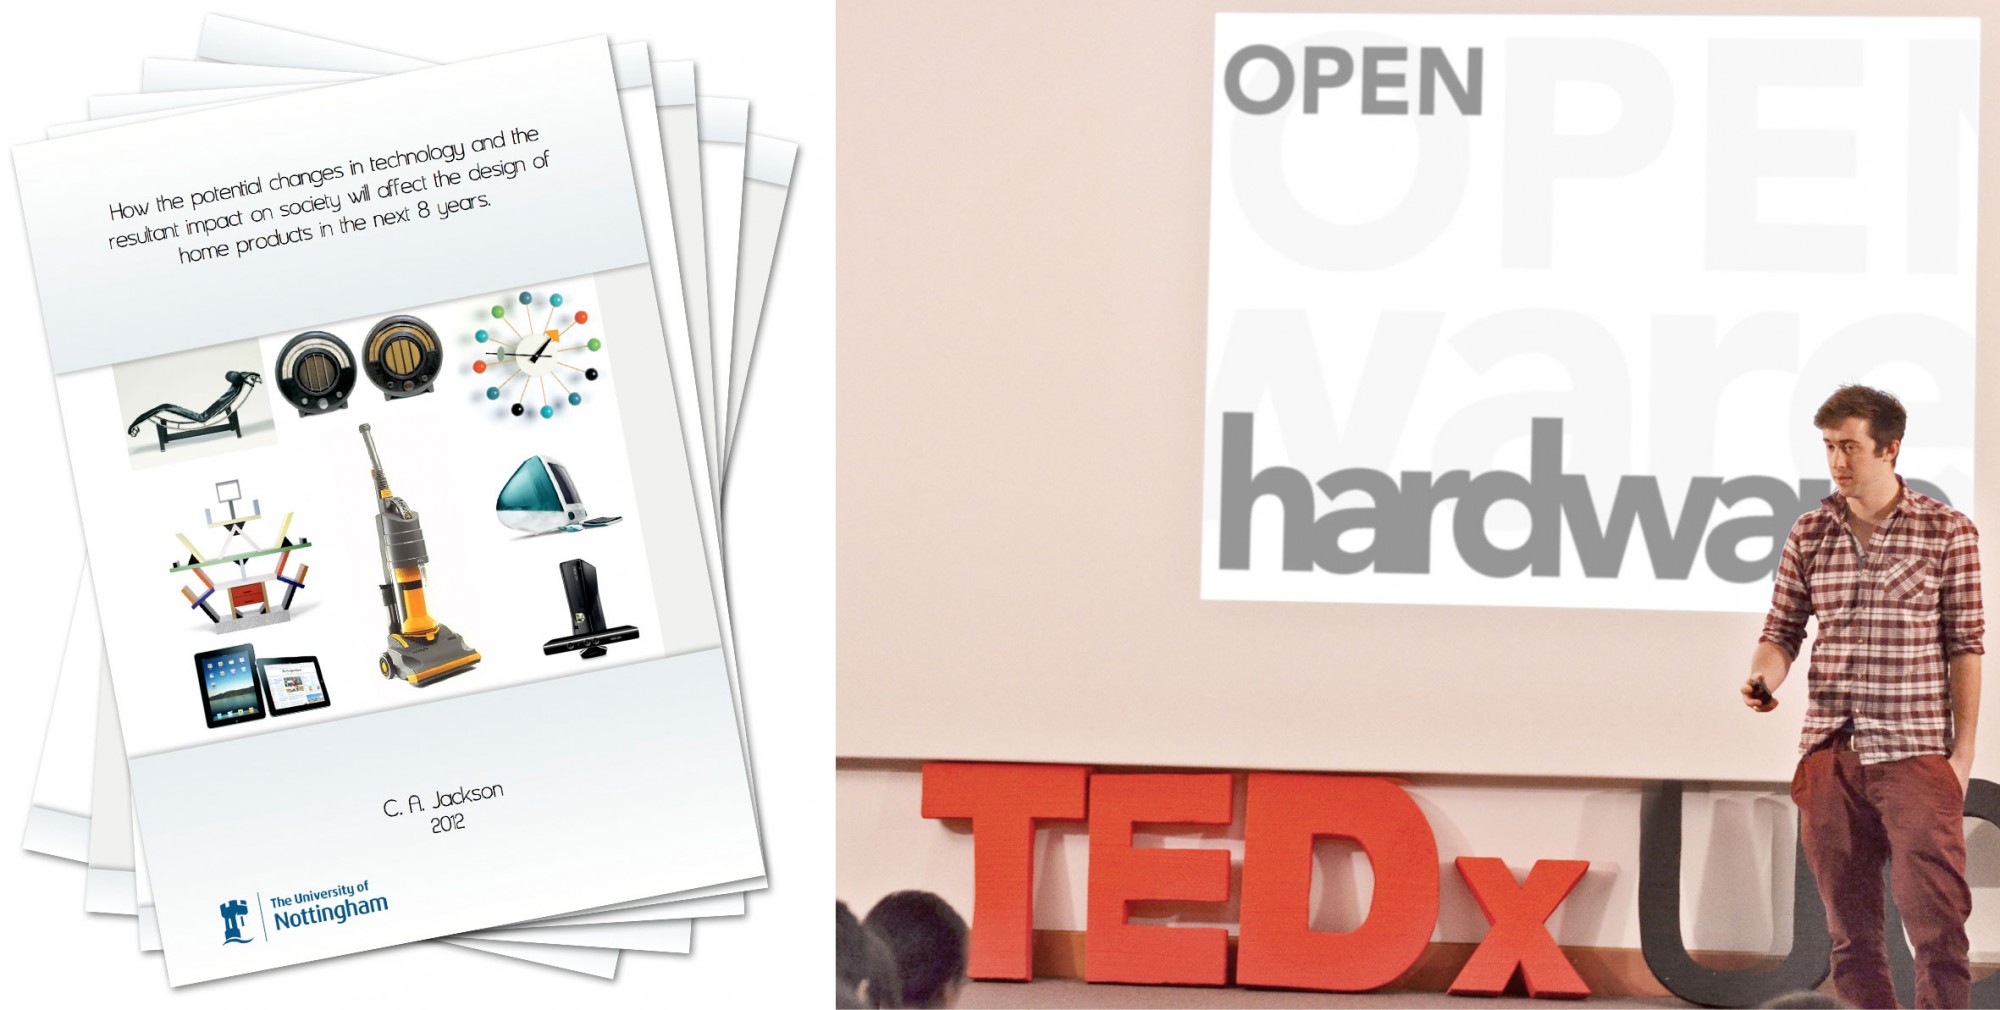 How the potential changes in technology and the
resultant impact on society will affect the design of
home products in the next 8 years.
C. A. Jackson
2012
The University of
Nottingham
OPEN
hardware
TEDx